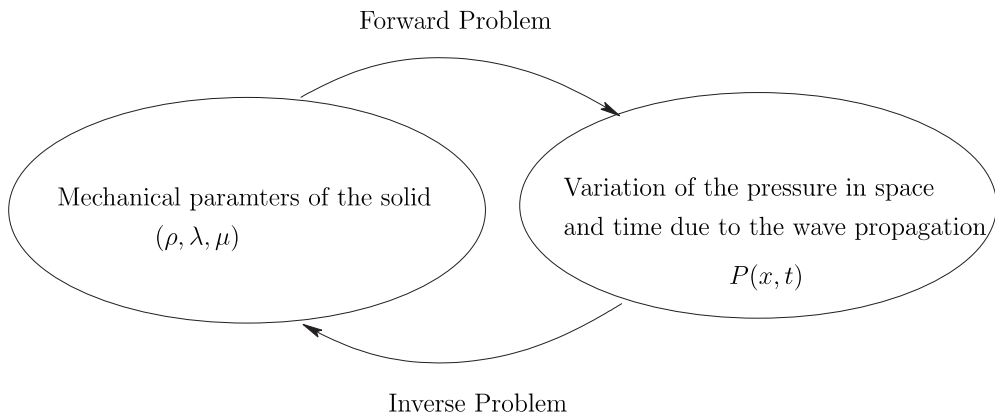 Forward Problem
Mechanical paramters of the solid
(ρ, λ, μ)
Variation of the pressure in space
and time due to the wave propagation
P(x, t)
Inverse Problem